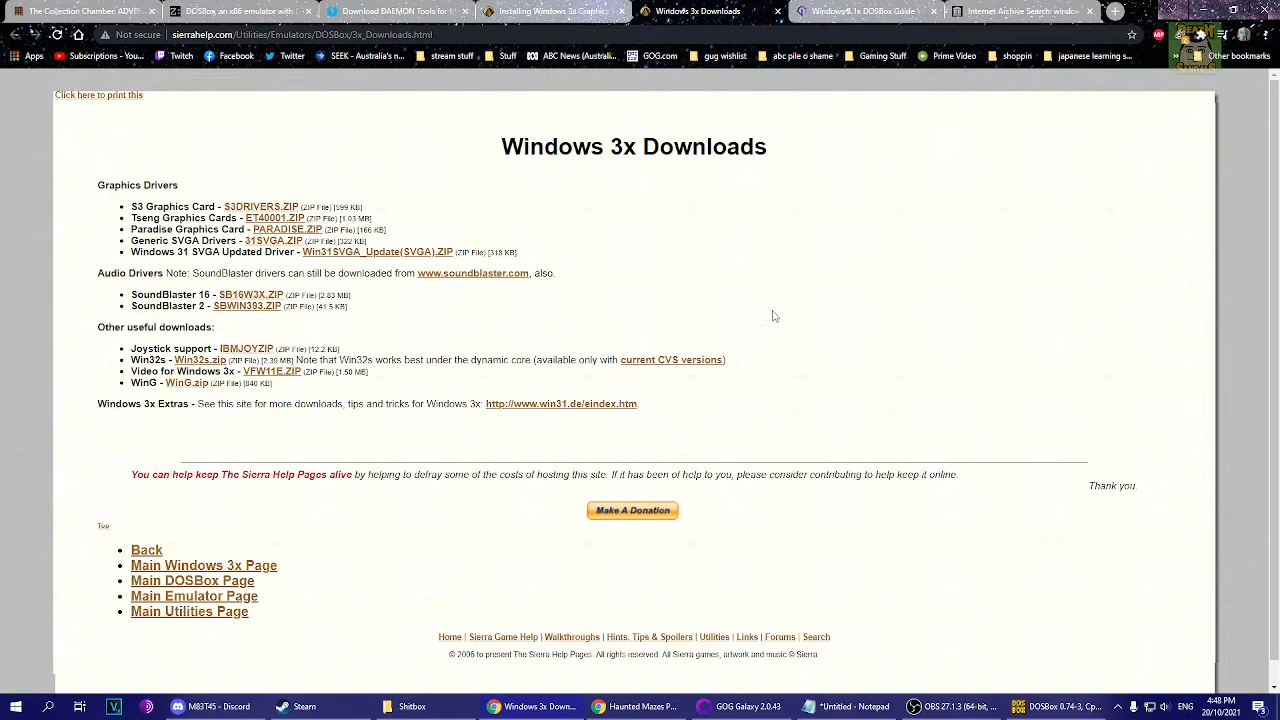 The Collection Chamber: ADVEN
DOSBox, an x86 emulator with D
Download DAEMON Tools for f
Installing Windows 3.x Graphic
Windows 3x Downloads
Windows 3.1 DOSBox Guide
Internet Archive Search: window
Not secure | sierrahelp.com/Utilities/Emulators/DOSBox/3x_Downloads.html
Apps
Subscriptions - You...
Twitch
Facebook
Twitter
SEEK - Australia's n...
stream stuff
Stuff
ABC News (Australi...
GOG.com
gug wishlist
abc pile o shame
Gaming Stuff
Prime Video
shoppin
japanese learning s...
»
Other bookmarks
Click here to print this
Windows 3x Downloads
Graphics Drivers
S3 Graphics Card - S3DRIVERS.ZIP (ZIP File) [599 KB]
Tseng Graphics Cards - ET40001.ZIP (ZIP File) [1.03 MB]
Paradise Graphics Card - PARADISE.ZIP (ZIP File) [166 KB]
Generic SVGA Drivers - 31SVGA.ZIP (ZIP File) [322 KB]
Windows 31 SVGA Updated Driver - Win31SVGA_Update(SVGA).ZIP (ZIP File) [318 KB]
Audio Drivers Note: SoundBlaster drivers can still be downloaded from www.soundblaster.com, also.
SoundBlaster 16 - SB16W3X.ZIP (ZIP File) [2.83 MB]
SoundBlaster 2 - SBWIN393.ZIP (ZIP File) [41.5 KB]
Other useful downloads:
Joystick support - IBMJOYZIP (ZIP File) [12.2 KB]
Win32s - Win32s.zip (ZIP File) [2.39 MB] Note that Win32s works best under the dynamic core (available only with current CVS versions)
Video for Windows 3x - VFW11E.ZIP (ZIP File) [1.50 MB]
WinG - WinG.zip (ZIP File) [840 KB]
Windows 3x Extras - See this site for more downloads, tips and tricks for Windows 3x: http://www.win31.de/eindex.htm
You can help keep The Sierra Help Pages alive by helping to defray some of the costs of hosting this site. If it has been of help to you, please consider contributing to help keep it online.
Thank you.
Make A Donation
Top
Back
Main Windows 3x Page
Main DOSBox Page
Main Emulator Page
Main Utilities Page
Home | Sierra Game Help | Walkthroughs | Hints, Tips & Spoilers | Utilities | Links | Forums | Search
© 2006 to present The Sierra Help Pages. All rights reserved. All Sierra games, artwork and music © Sierra.
M83T45 - Discord
Steam
Shitbox
Windows 3x Down...
Haunted Mazes P...
GOG Galaxy 2.0.43
*Untitled - Notepad
OBS 27.1.3 (64-bit, ...
DOSBox 0.74-3, Cp...
ENG
4:48 PM
20/10/2021